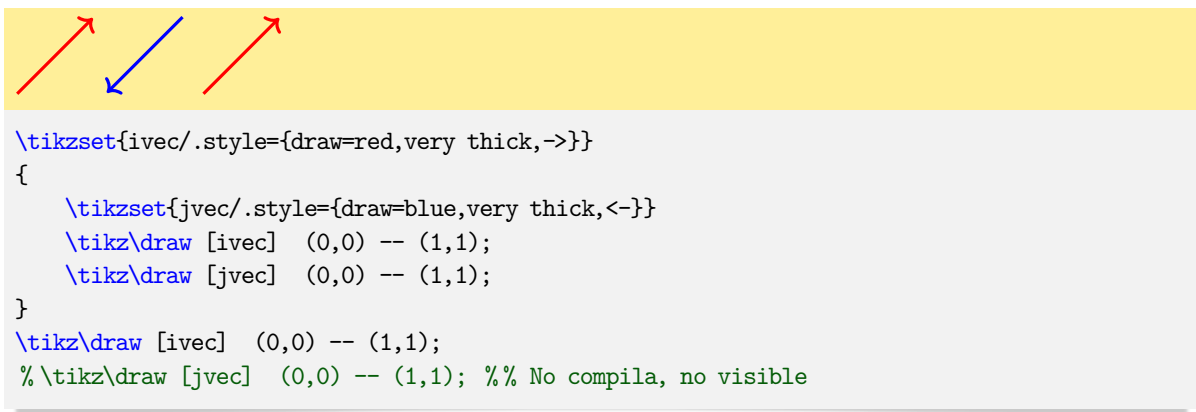 \tikzset{ivec/.style={draw=red,very thick,->}}
{
    \tikzset{jvec/.style={draw=blue,very thick,<-}}
    \tikz\draw [ivec]  (0,0) -- (1,1);
    \tikz\draw [jvec]  (0,0) -- (1,1);
}
\tikz\draw [ivec]  (0,0) -- (1,1);
% \tikz\draw [jvec]  (0,0) -- (1,1); %% No compila, no visible